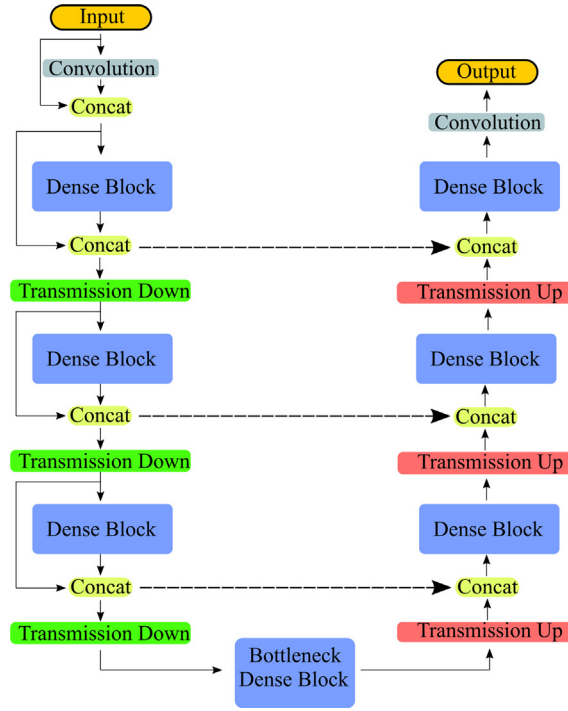 Input
Convolution
Concat
Dense Block
Concat
Transmission Down
Dense Block
Concat
Transmission Down
Dense Block
Concat
Transmission Down
Bottleneck
Dense Block
Transmission Up
Concat
Dense Block
Transmission Up
Concat
Dense Block
Transmission Up
Concat
Dense Block
Convolution
Output